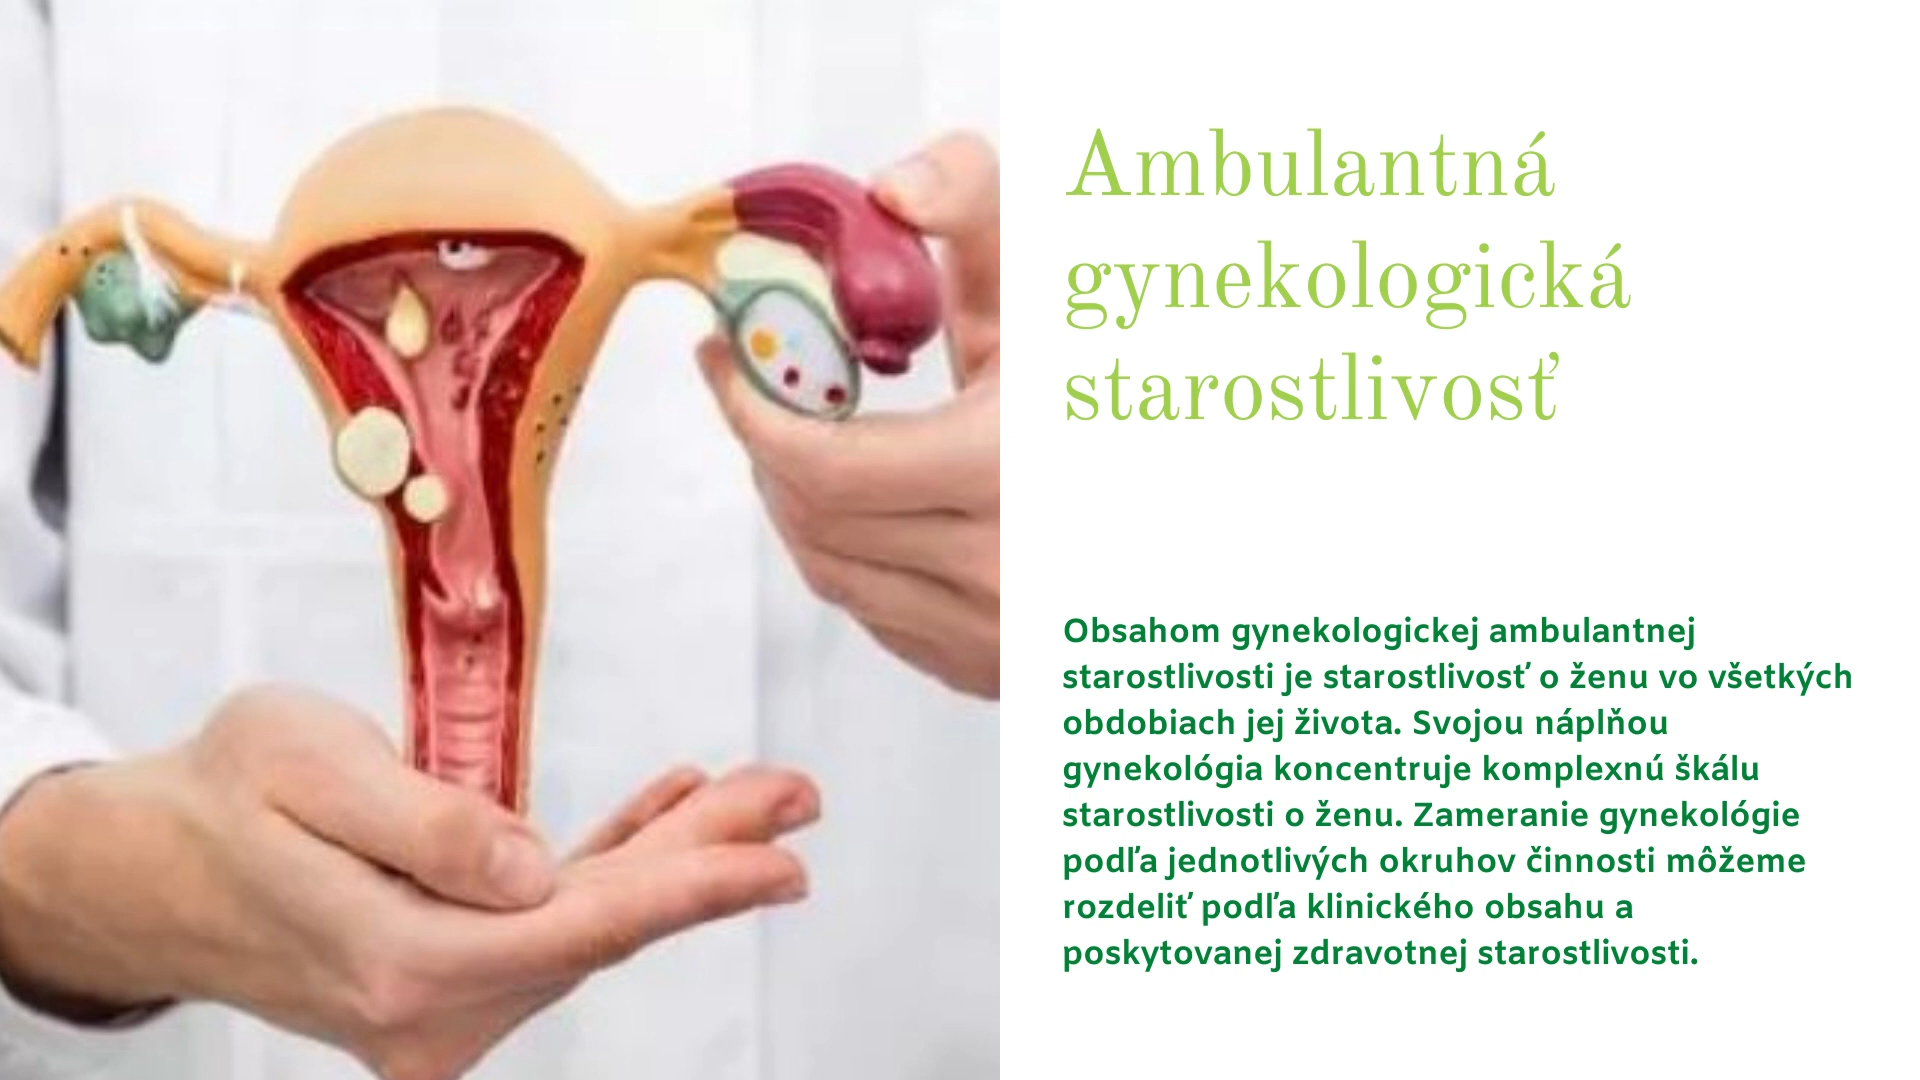 Ambulantná
gynekologická
starostlivosť
Obsahom gynekologickej ambulantnej
starostlivosti je starostlivosť o ženu vo všetkých
obdobiach jej života. Svojou náplňou
gynekológia koncentruje komplexnú škálu
starostlivosti o ženu. Zameranie gynekológie
podľa jednotlivých okruhov činnosti môžeme
rozdeliť podľa klinického obsahu a
poskytovanej zdravotnej starostlivosti.